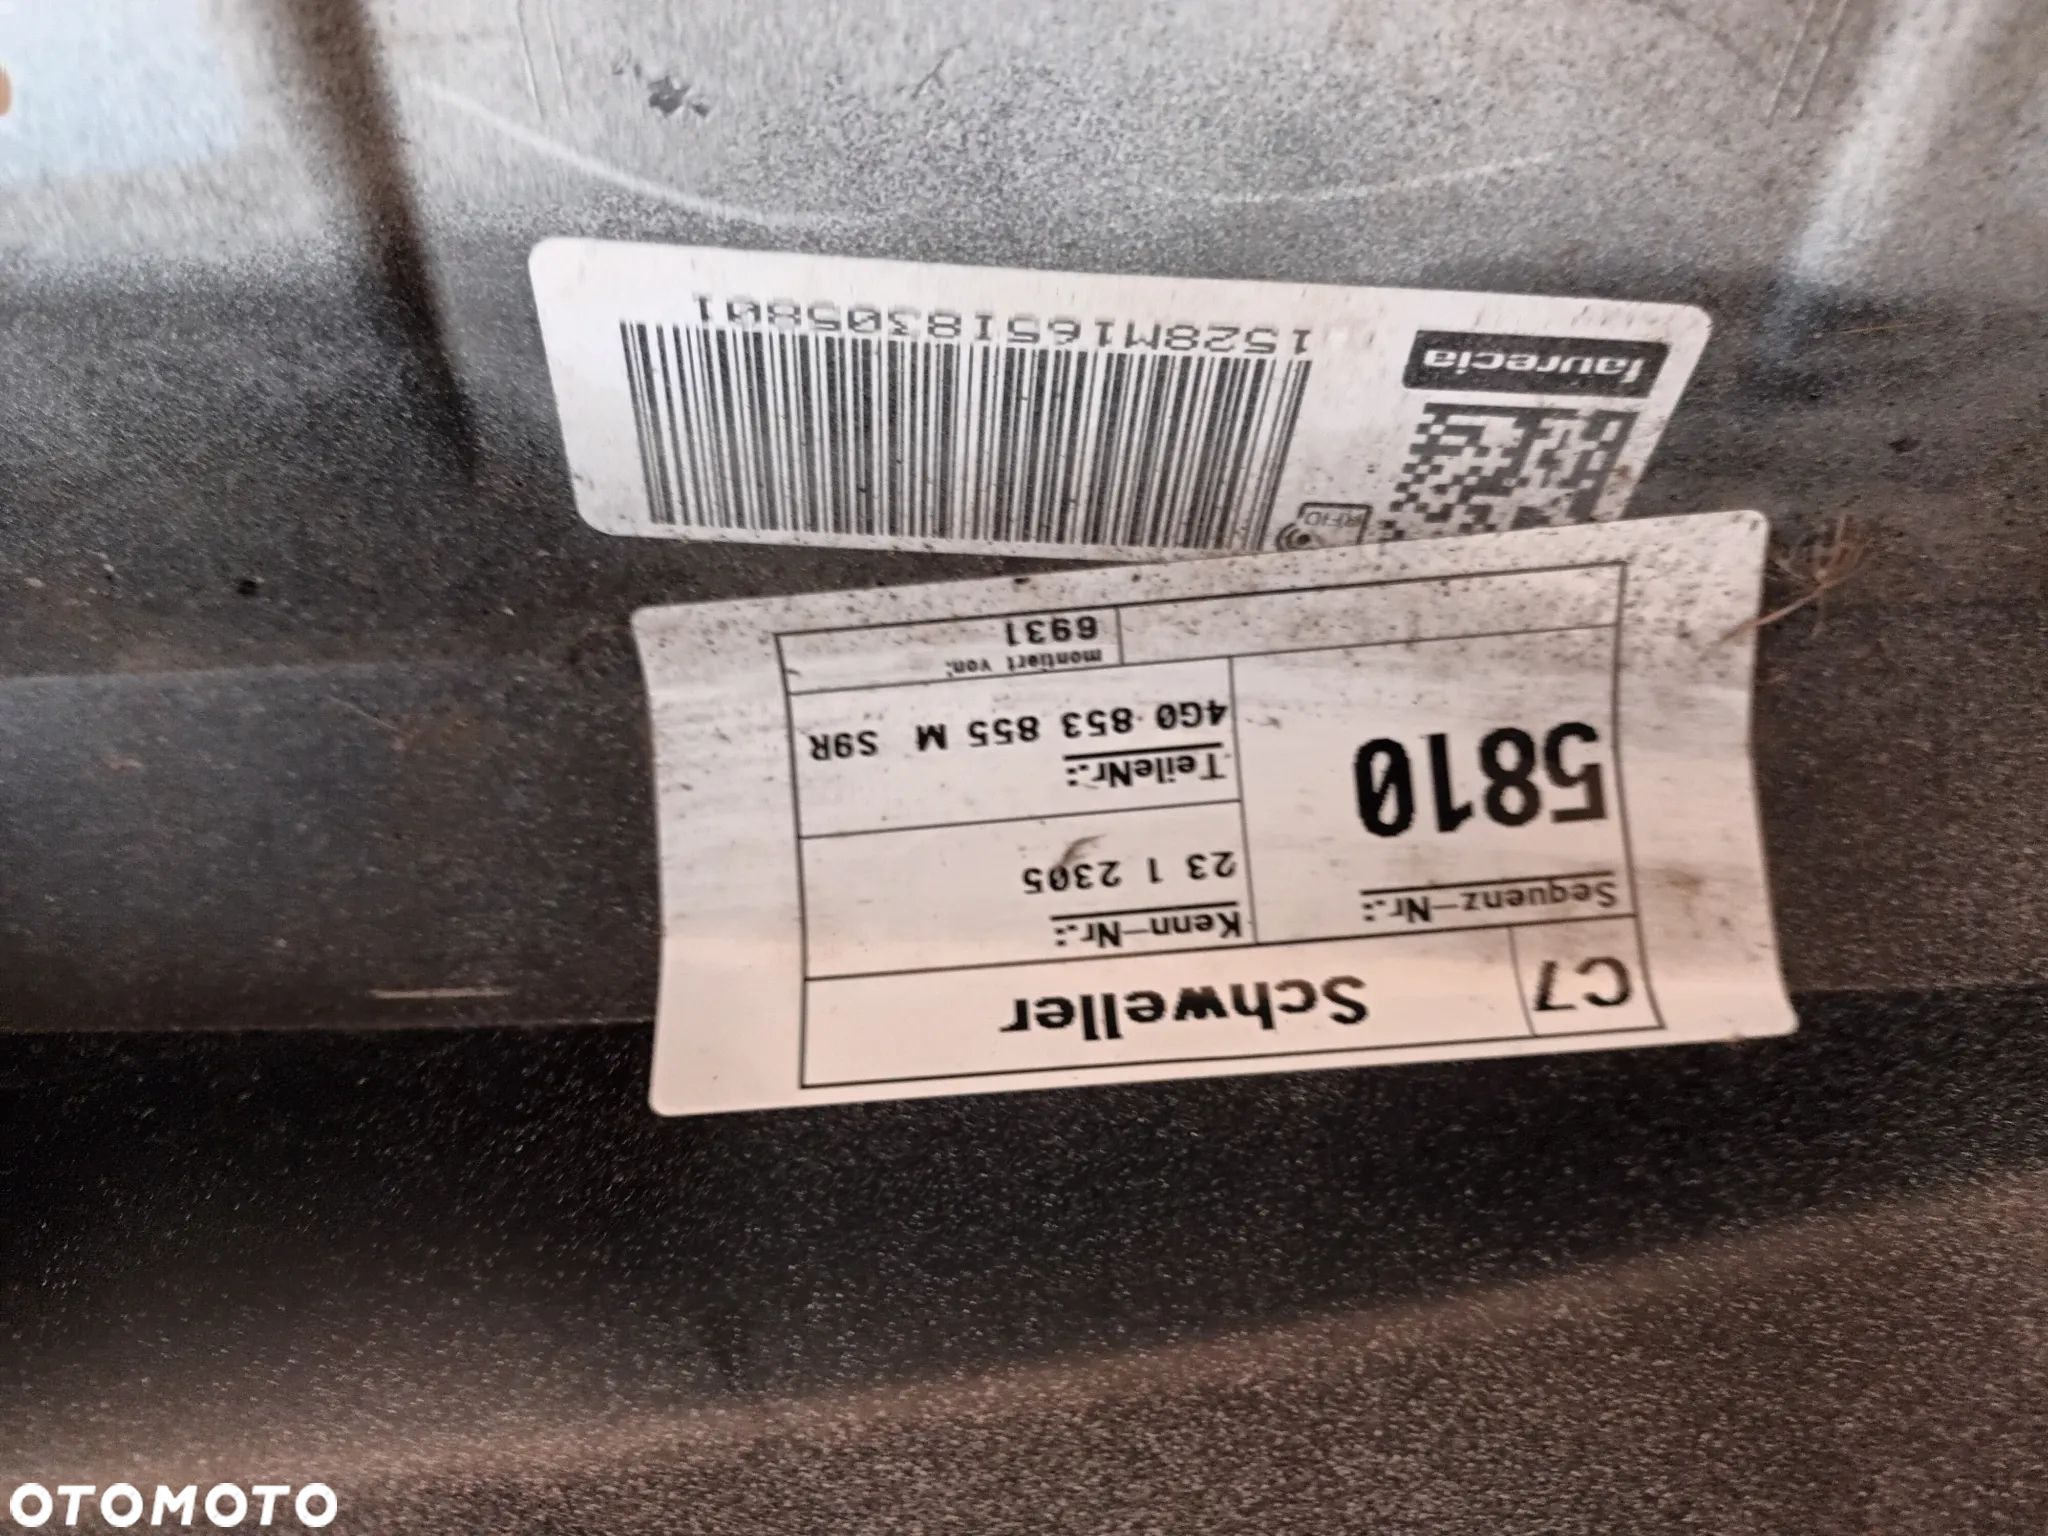 C7 Schweller
Sequenz-Nr.:
5810
Kenn-Nr.:
23 1 2305
TeileNr.:
4G0 853 855 M S9R
montiert von:
6931
RFID
faurecia
1528M165I8305801
OTOMOTO